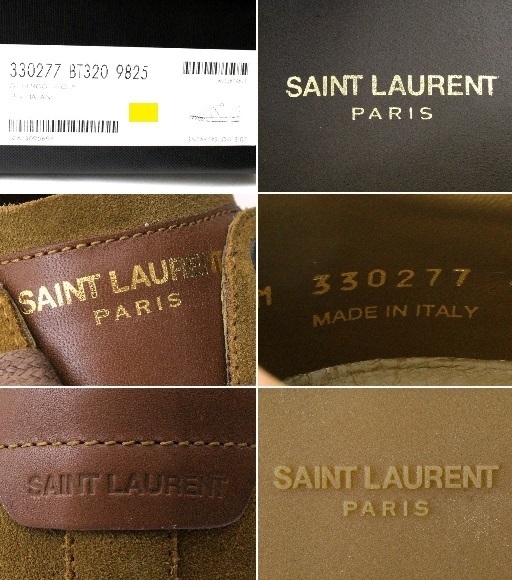 330277 BT320 9825
SAINT LAURENT
PARIS
SAINT LAURENT
PARIS
M 330277
MADE IN ITALY
SAINT LAURENT
SAINT LAURENT
PARIS